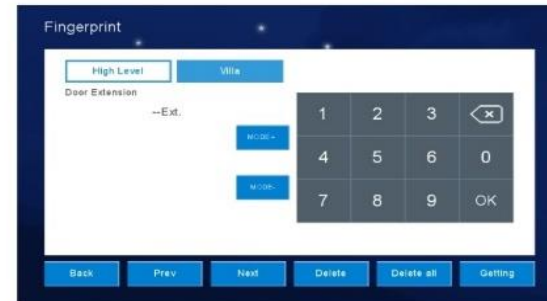 Fingerprint
High Level Villa
Door Extension
--Ext.
1 2 3
MODE+
4 5 6 0
MODE-
7 8 9 OK
Back Prev Next Delete Delete all Getting